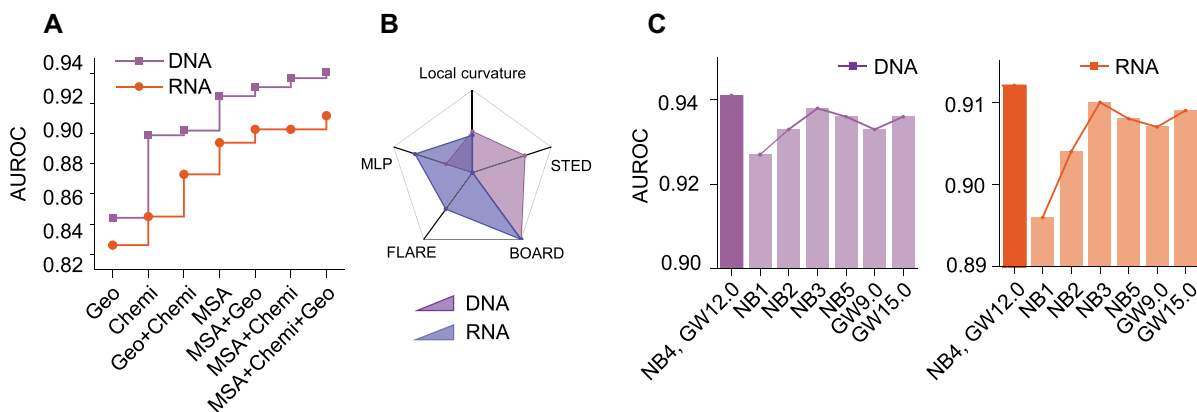 A
AUROC
0.94
0.92
0.90
0.88
0.86
0.84
0.82
DNA
RNA
Geo
Chemi
Geo+Chemi
MSA
MSA+Geo
MSA+Chemi
MSA+Chemi+Geo
B
Local curvature
MLP
STED
FLARE
BOARD
DNA
RNA
C
AUROC
0.94
0.92
0.90
DNA
NB4, GW12.0
NB1
NB2
NB3
NB5
GW9.0
GW15.0
0.91
0.90
0.89
RNA
NB4, GW12.0
NB1
NB2
NB3
NB5
GW9.0
GW15.0